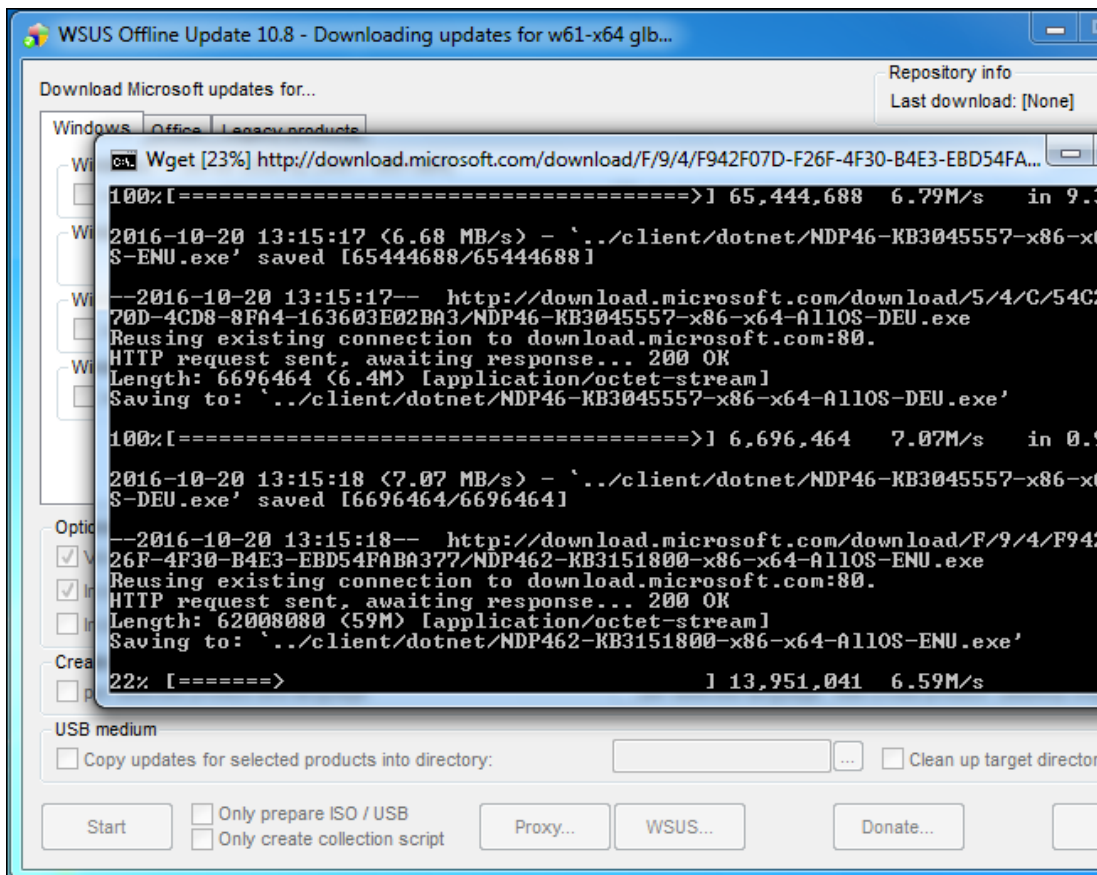 WSUS Offline Update 10.8 - Downloading updates for w61-x64 glb...
Repository info
Download Microsoft updates for...
Last download: [None]
Windows Office Legacy products
Wget [23%] http://download.microsoft.com/download/F/9/4/F942F07D-F26F-4F30-B4E3-EBD54FA...
100%[======================================>] 65,444,688 6.79M/s in 9.3
2016-10-20 13:15:17 (6.68 MB/s) - `../client/dotnet/NDP46-KB3045557-x86-x6
S-ENU.exe' saved [65444688/65444688]
--2016-10-20 13:15:17-- http://download.microsoft.com/download/5/4/C/54C2
70D-4CD8-8FA4-163603E02BA3/NDP46-KB3045557-x86-x64-AllOS-DEU.exe
Reusing existing connection to download.microsoft.com:80.
HTTP request sent, awaiting response... 200 OK
Length: 6696464 (6.4M) [application/octet-stream]
Saving to: `../client/dotnet/NDP46-KB3045557-x86-x64-AllOS-DEU.exe'
100%[======================================>] 6,696,464 7.07M/s in 0.9
2016-10-20 13:15:18 (7.07 MB/s) - `../client/dotnet/NDP46-KB3045557-x86-x6
S-DEU.exe' saved [6696464/6696464]
--2016-10-20 13:15:18-- http://download.microsoft.com/download/F/9/4/F942
26F-4F30-B4E3-EBD54FABA377/NDP462-KB3151800-x86-x64-AllOS-ENU.exe
Reusing existing connection to download.microsoft.com:80.
HTTP request sent, awaiting response... 200 OK
Length: 62008080 (59M) [application/octet-stream]
Saving to: `../client/dotnet/NDP462-KB3151800-x86-x64-AllOS-ENU.exe'
22% [=======> ] 13,951,041 6.59M/s
USB medium
Copy updates for selected products into directory: ... Clean up target director
Start
Only prepare ISO / USB
Only create collection script
Proxy... WSUS... Donate...